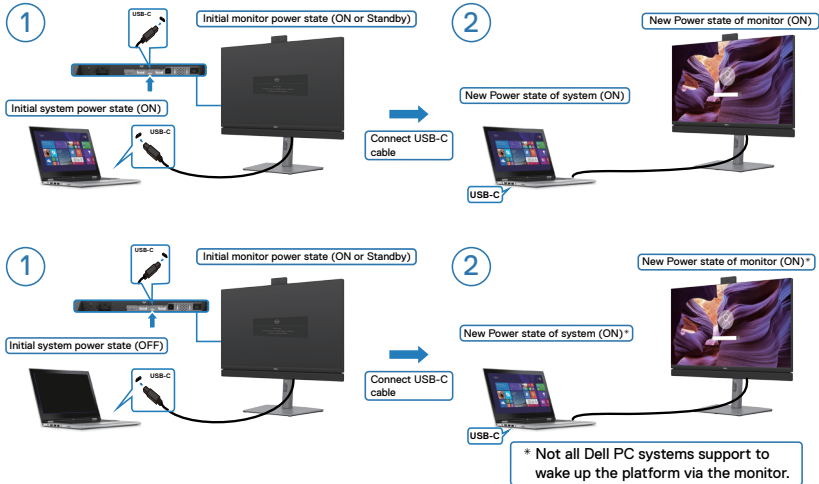 1
USB-C
Initial monitor power state (ON or Standby)
Initial system power state (ON)
USB-C
Connect USB-C
cable
2
New Power state of monitor (ON)
New Power state of system (ON)
USB-C
1
USB-C
Initial monitor power state (ON or Standby)
Initial system power state (OFF)
USB-C
Connect USB-C
cable
2
New Power state of monitor (ON)*
New Power state of system (ON)*
USB-C
* Not all Dell PC systems support to
wake up the platform via the monitor.